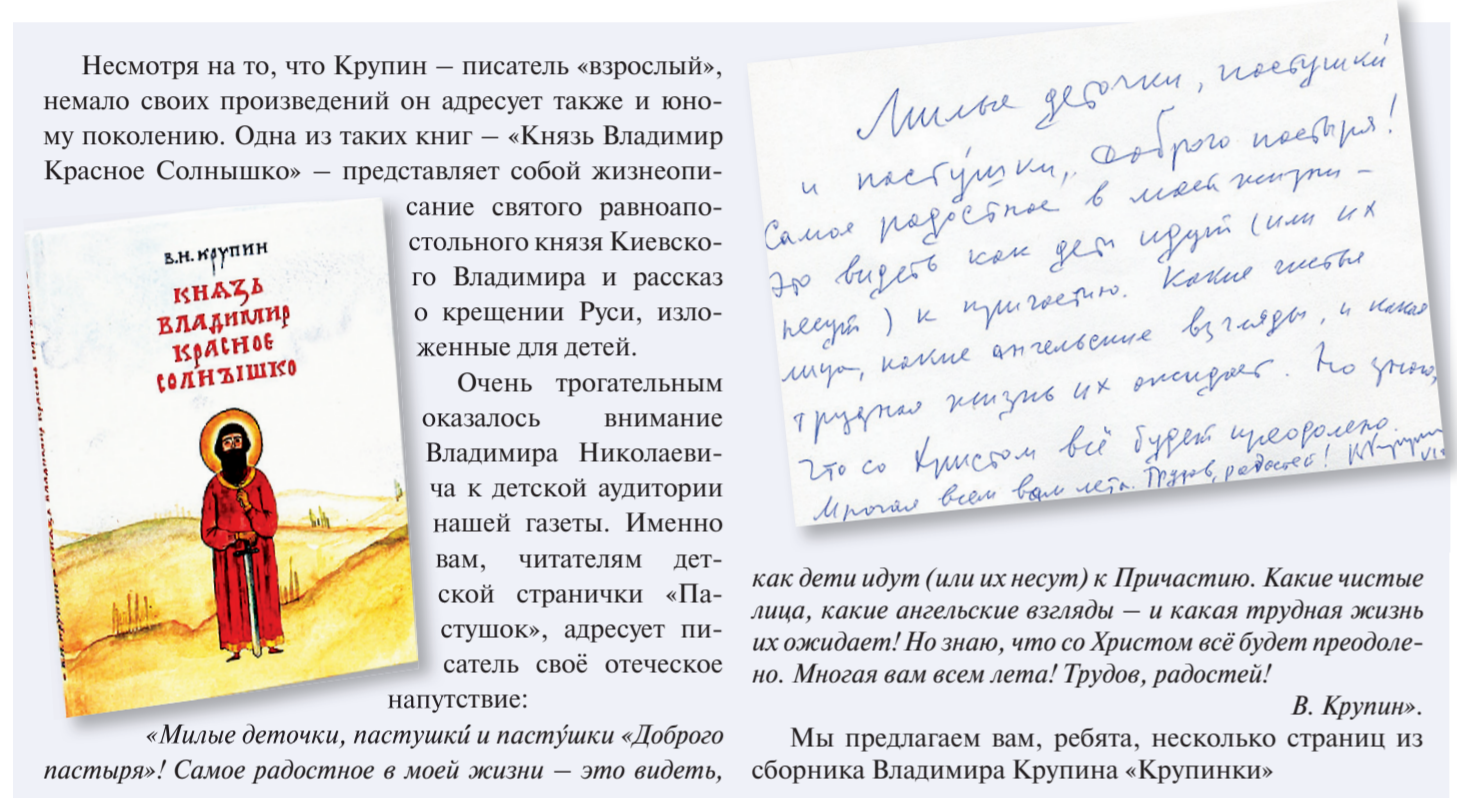 Несмотря на то, что Крупин – писатель «взрослый»,
немало своих произведений он адресует также и юно-
му поколению. Одна из таких книг – «Князь Владимир
Красное Солнышко» – представляет собой жизнеопи-
сание святого равноапо-
стольного князя Киевско-
го Владимира и рассказ
о крещении Руси, изло-
женные для детей.
Очень трогательным
оказалось внимание
Владимира Николаеви-
ча к детской аудитории
нашей газеты. Именно
вам, читателям дет-
ской странички «Па-
стушок», адресует пи-
сатель своё отеческое
напутствие:
«Милые деточки, пастушки́ и пасту́шки «Доброго
пастыря»! Самое радостное в моей жизни – это видеть,
В.Н. КРУПИН
КНЯЗЬ
ВЛАДИМИР
КРАСНОЕ
СОЛНЫШКО
Милые деточки, пастушки́
и пасту́шки, Доброго пастыря!
Самое радостное в моей жизни –
Это видеть как дети идут (или их
несут) к причастию. Какие чистые
лица, какие ангельские взгляды, и какая
трудная жизнь их ожидает. Но знаю,
что со Христом всё будет преодолено.
Многая всем вам лета. Трудов, радостей! В Крупин
как дети идут (или их несут) к Причастию. Какие чистые
лица, какие ангельские взгляды – и какая трудная жизнь
их ожидает! Но знаю, что со Христом всё будет преодоле-
но. Многая вам всем лета! Трудов, радостей!
В. Крупин».
Мы предлагаем вам, ребята, несколько страниц из
сборника Владимира Крупина «Крупинки»